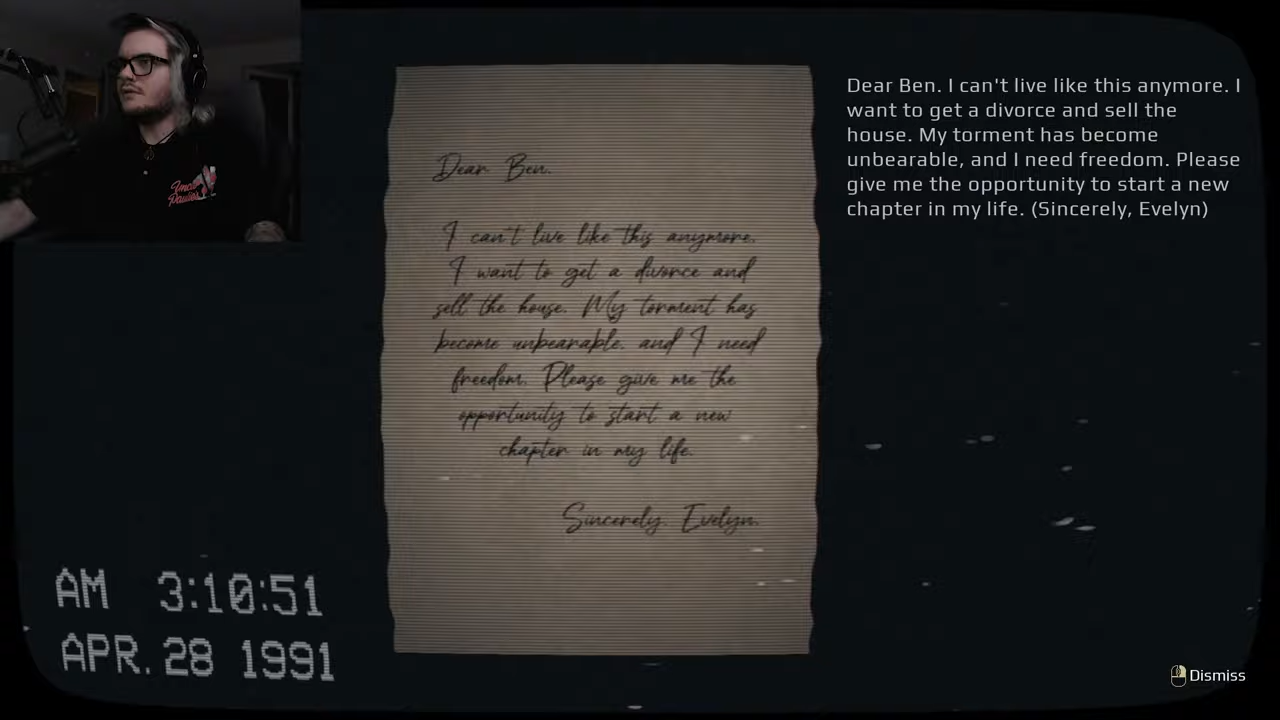 Dear Ben.
I can't live like this anymore.
I want to get a divorce and
sell the house. My torment has
become unbearable, and I need
freedom. Please give me the
opportunity to start a new
chapter in my life.
Sincerely, Evelyn.
Dear Ben. I can't live like this anymore. I
want to get a divorce and sell the
house. My torment has become
unbearable, and I need freedom. Please
give me the opportunity to start a new
chapter in my life. (Sincerely, Evelyn)
AM 3:10:51
APR. 28 1991
Dismiss